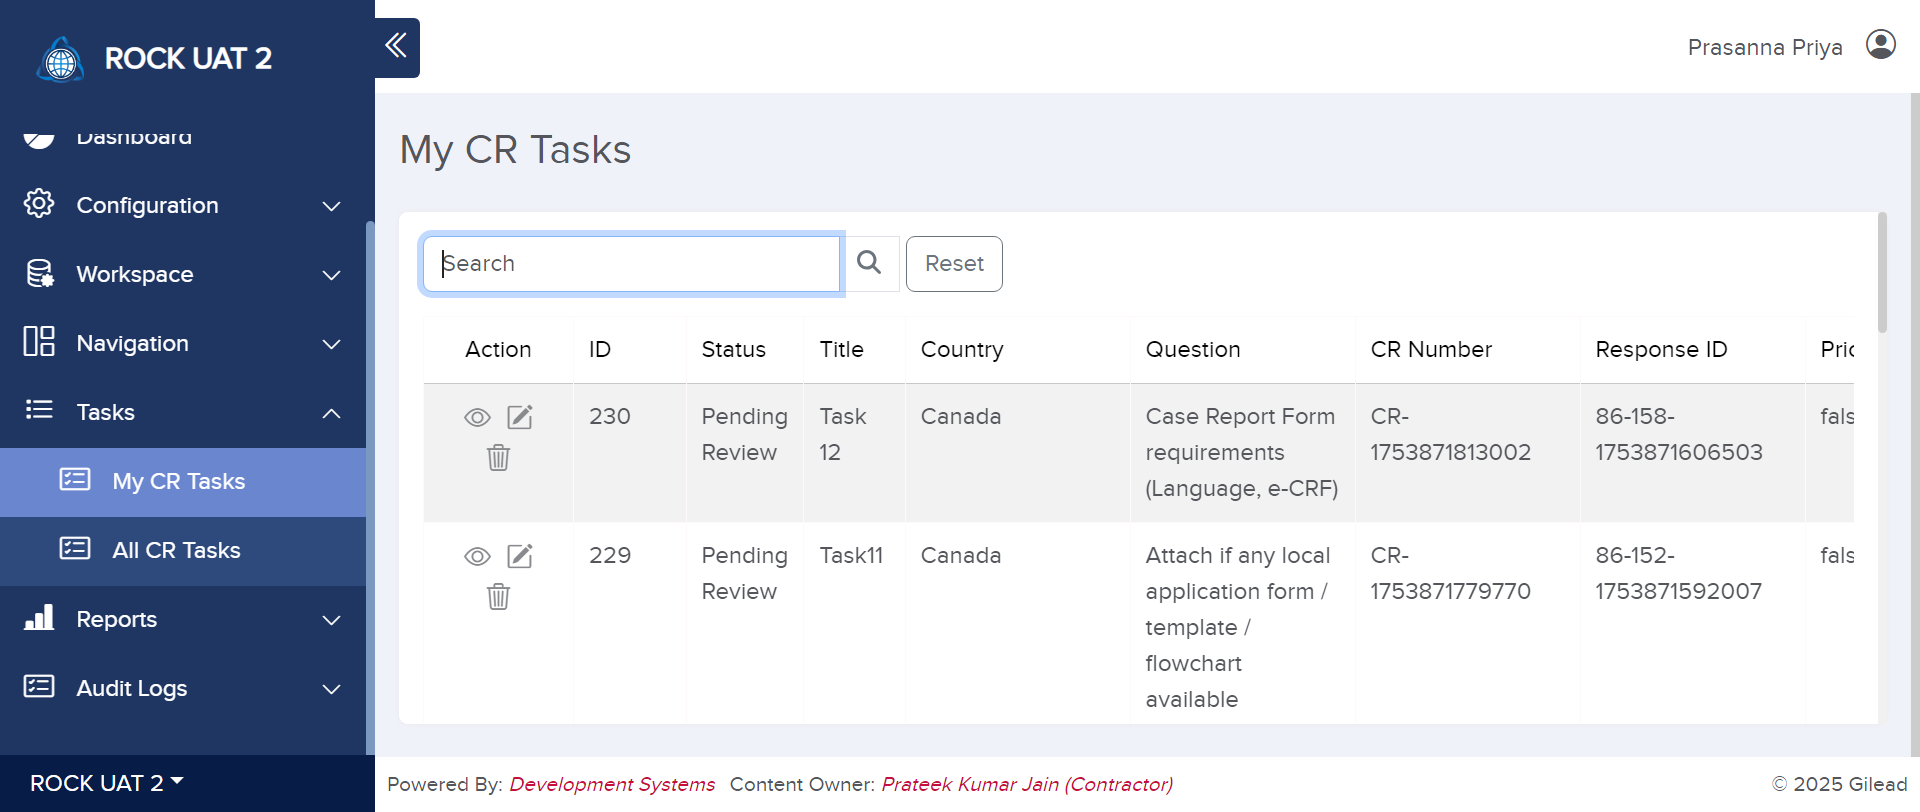 ROCK UAT 2
Prasanna Priya
Dashboard
Configuration
Workspace
Navigation
Tasks
My CR Tasks
All CR Tasks
Reports
Audit Logs
ROCK UAT 2
My CR Tasks
Search
Reset
Action ID Status Title Country Question CR Number Response ID
230 Pending Task Canada Case Report Form CR- 86-158- fals
Review 12 requirements 1753871813002 1753871606503
(Language, e-CRF)
229 Pending Task11 Canada Attach if any local CR- 86-152- fals
Review application form / 1753871779770 1753871592007
template /
flowchart
available
Powered By: Development Systems Content Owner: Prateek Kumar Jain (Contractor)
© 2025 Gilead